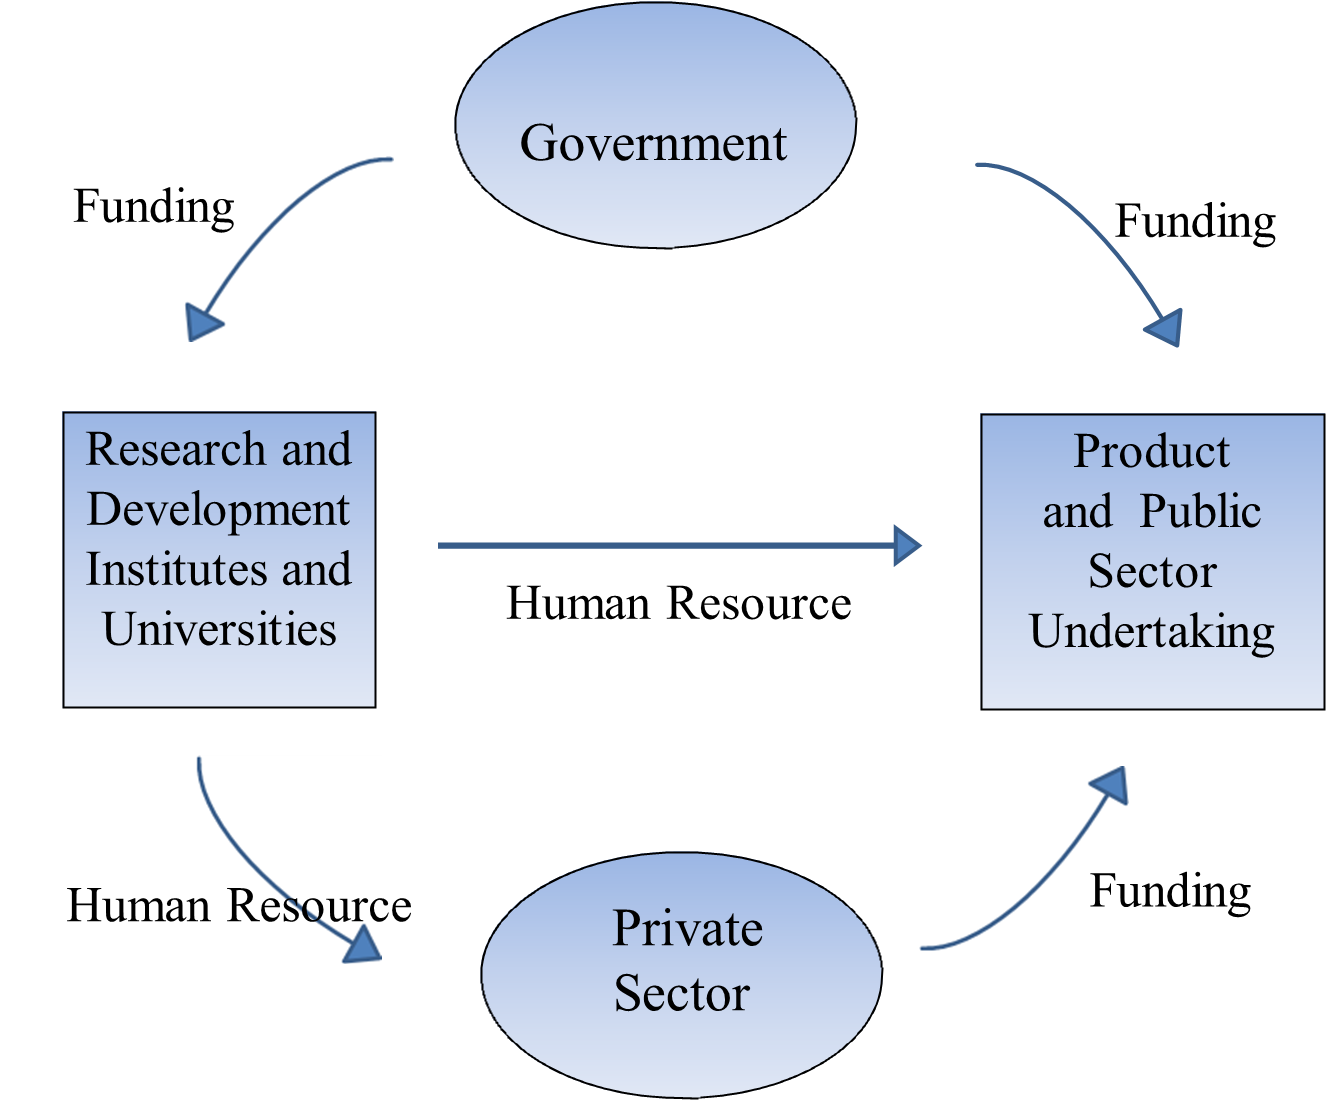 Government
Funding
Funding
Research and
Development
Institutes and
Universities
Product
and Public
Sector
Undertaking
Human Resource
Human Resource
Funding
Private
Sector